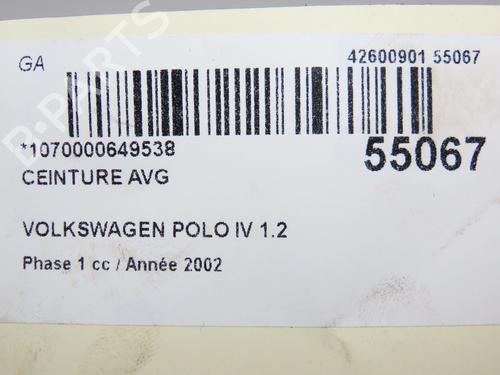 GA
42600901 55067
*1070000649538
55067
CEINTURE AVG
VOLKSWAGEN POLO IV 1.2
Phase 1 cc / Année 2002
B-PARTS